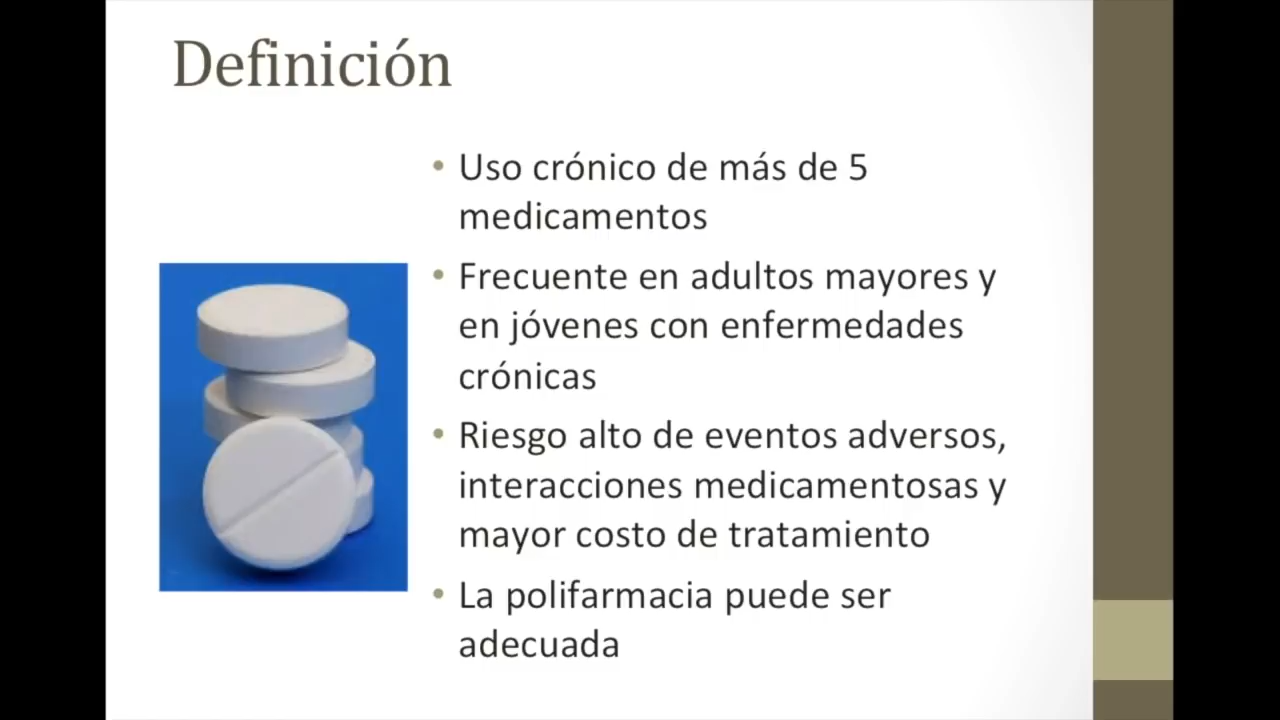 Definición
• Uso crónico de más de 5
medicamentos
• Frecuente en adultos mayores y
en jóvenes con enfermedades
crónicas
• Riesgo alto de eventos adversos,
interacciones medicamentosas y
mayor costo de tratamiento
• La polifarmacia puede ser
adecuada